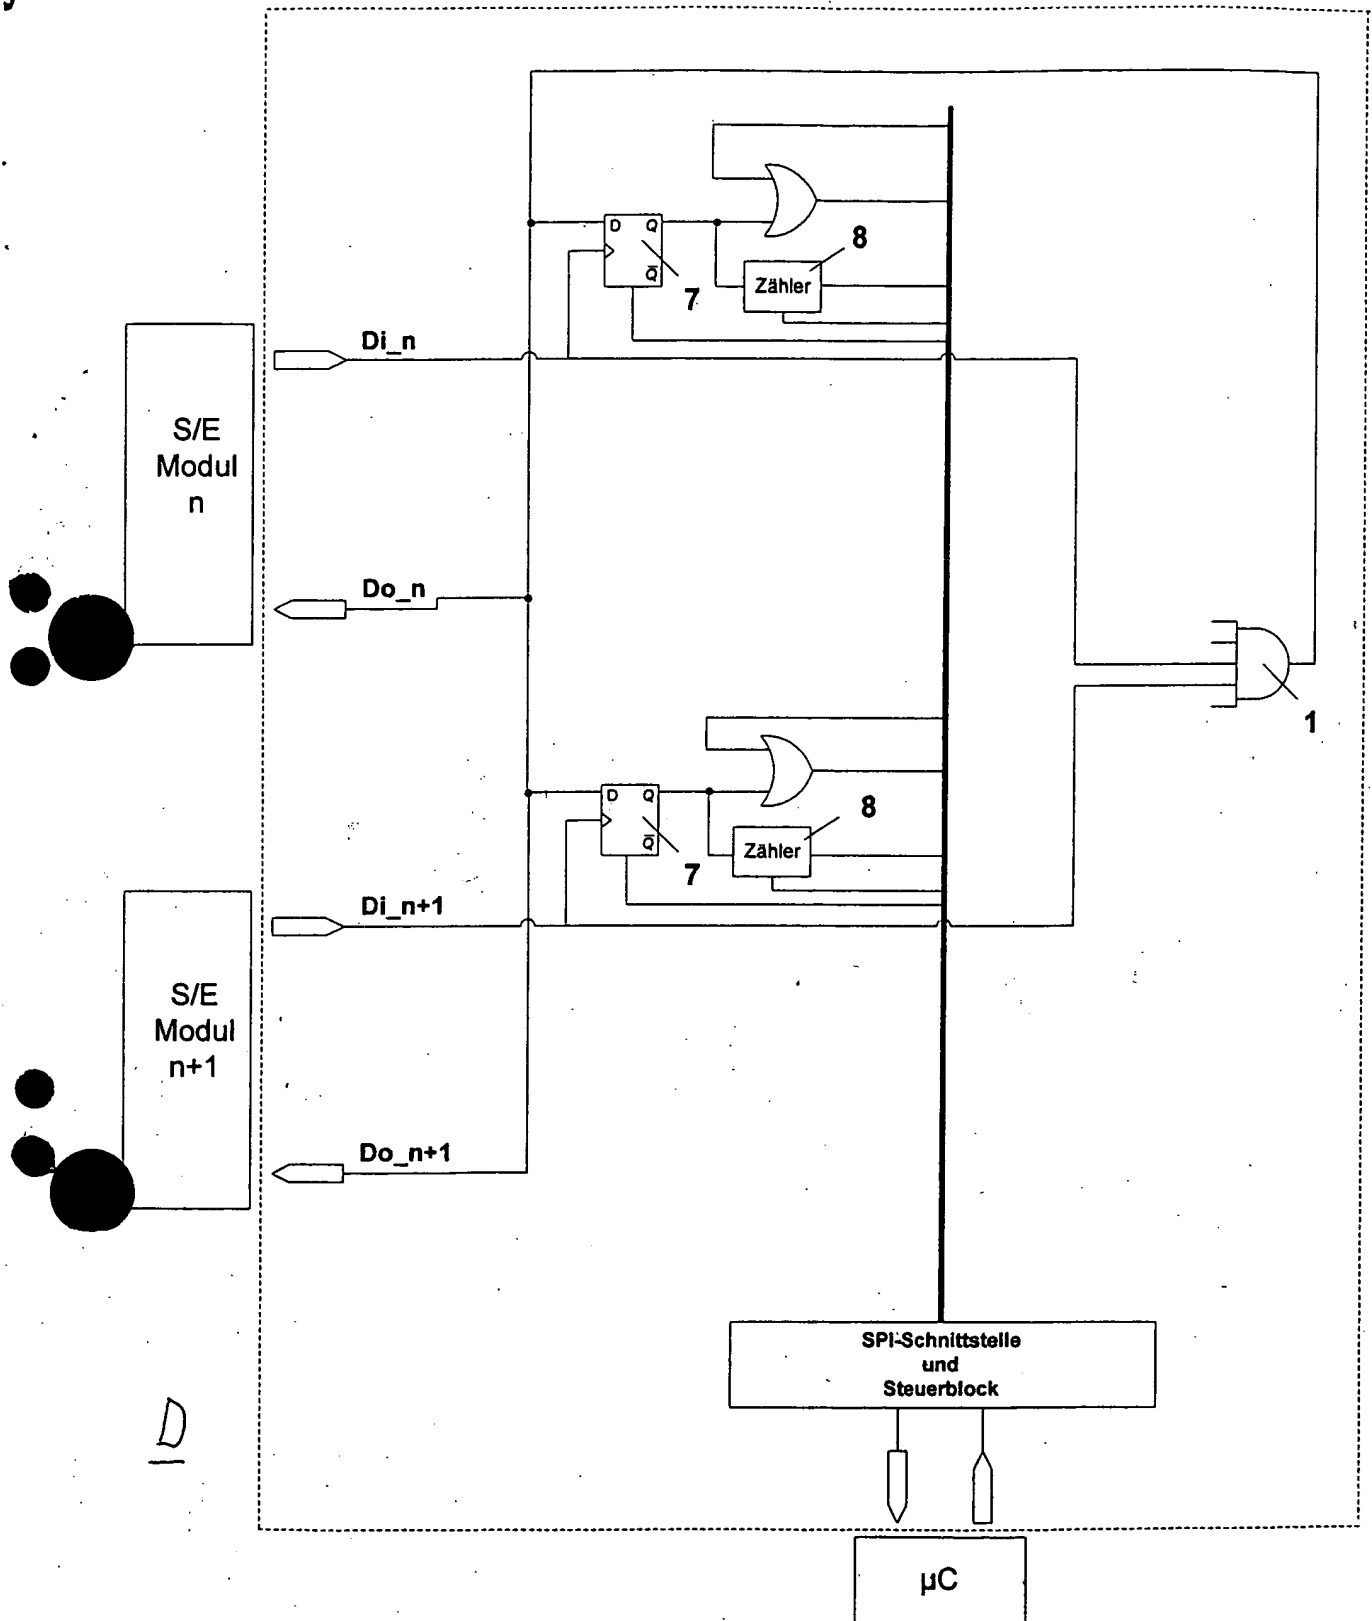 D Q
Q̅
7
8
Zähler
Di_n
S/E
Modul
n
Do_n
1
D Q
Q̅
7
8
Zähler
Di_n+1
S/E
Modul
n+1
Do_n+1
SPI-Schnittstelle
und
Steuerblock
D
µC